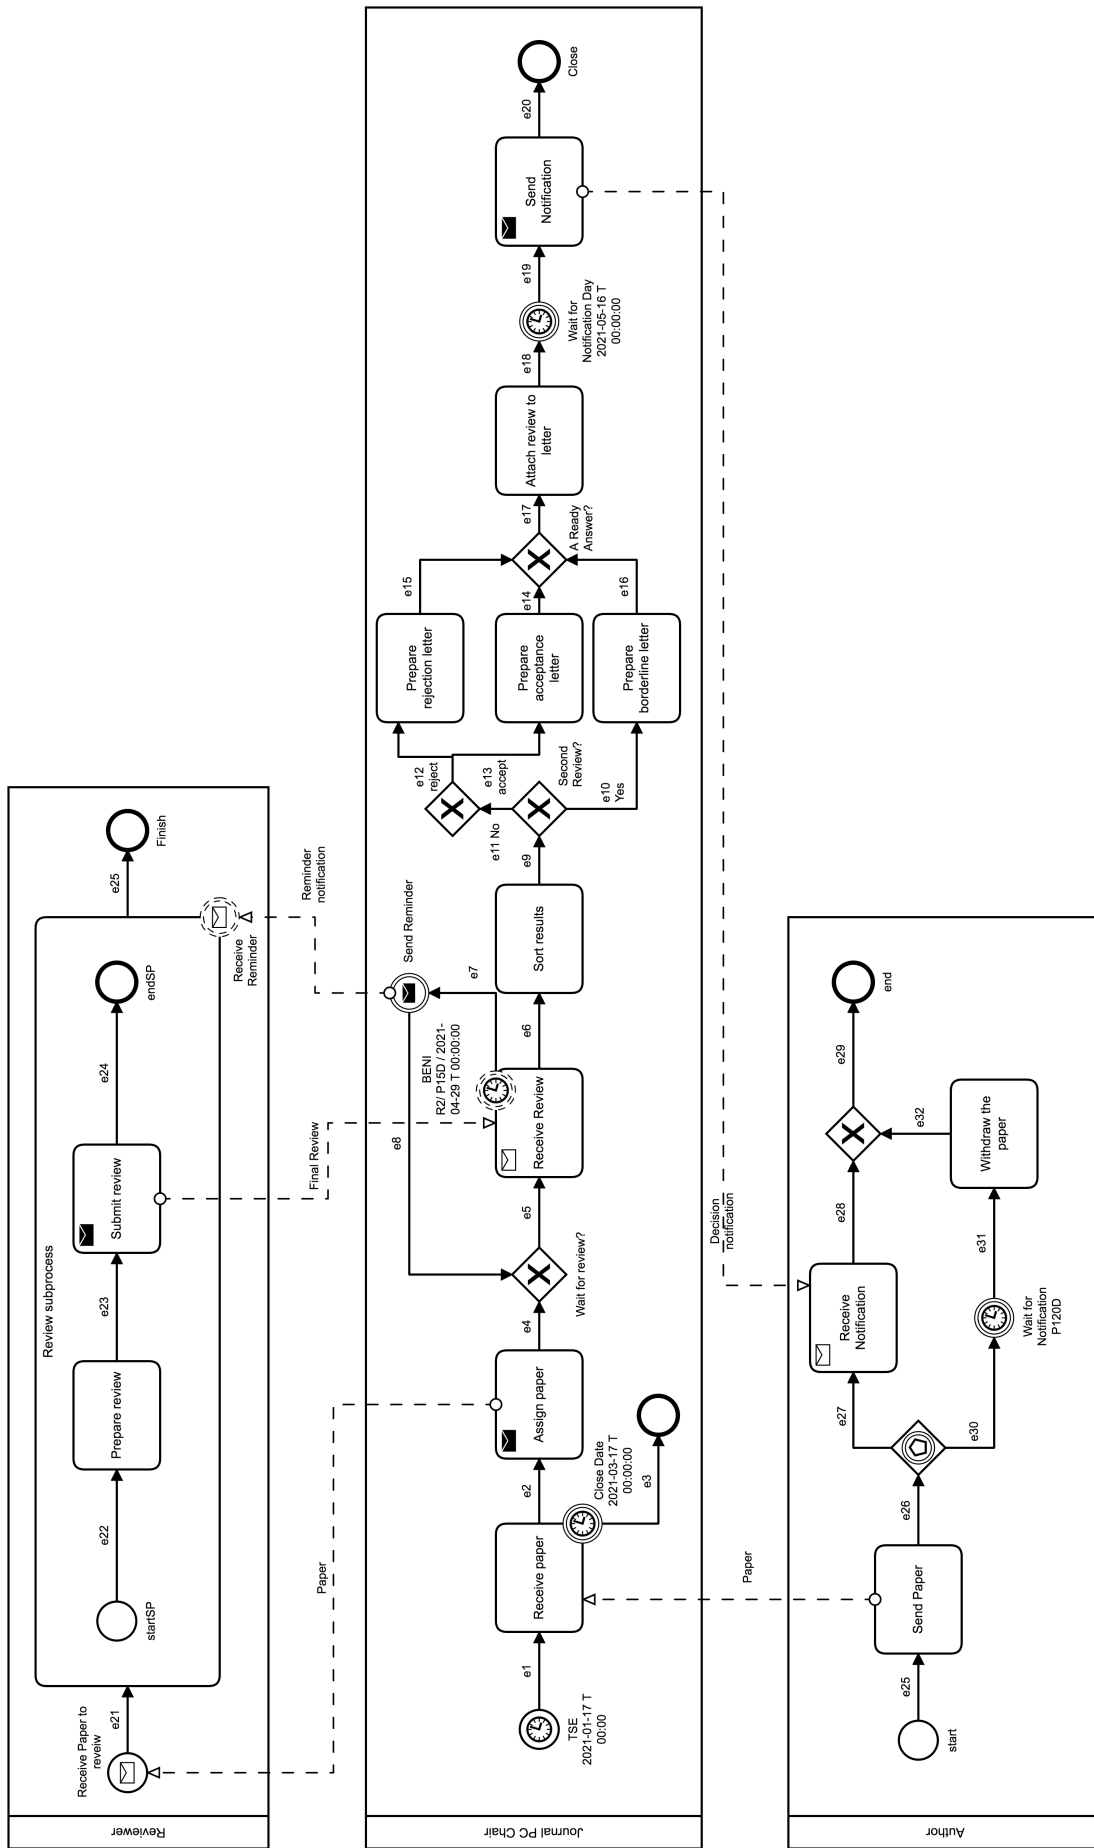 Reviewer
Receive Paper to
reveiw
e21
Review subprocess
startSP
e22
Prepare review
e23
Submit review
e24
endSP
Receive
Reminder
e25
Finish
Paper
Final Review
Reminder
notification
Journal PC Chair
TSE
2021-01-17 T
00:00
e1
Receive paper
Close Date
2021-03-17 T
00:00:00
e3
e2
Assign paper
e4
Wait for review?
e5
Receive Review
BENI
R2/ P15D / 2021-
04-29 T 00:00:00
e7
Send Reminder
e8
e6
Sort results
e9
Second
Review?
e11 No
e10
Yes
e12
reject
e13
accept
Prepare
rejection letter
Prepare
acceptance
letter
Prepare
borderline letter
e15
e14
e16
A Ready
Answer?
e17
Attach review to
letter
e18
Wait for
Notification Day
2021-05-16 T
00:00:00
e19
Send
Notification
e20
Close
Paper
Decision
notification
Author
start
e25
Send Paper
e26
e27
Receive
Notification
e28
e30
Wait for
Notification
P120D
e31
Withdraw the
paper
e32
e29
end